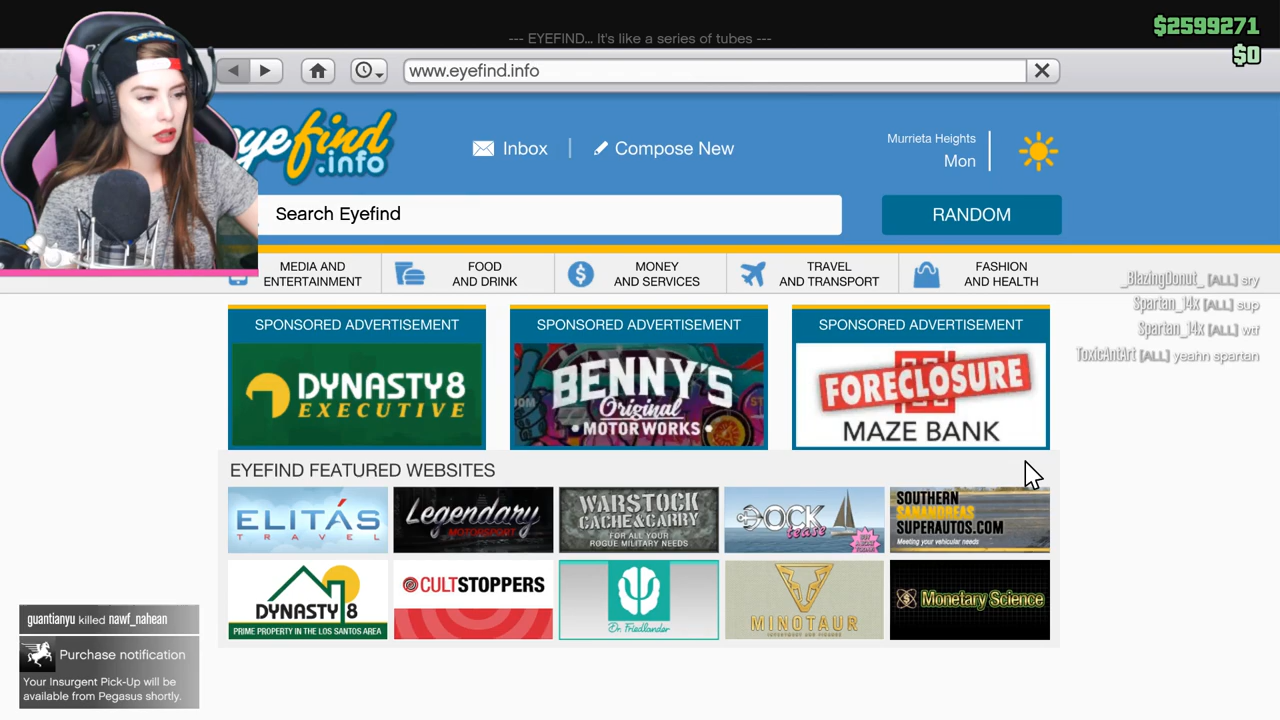 --- EYEFIND... It's like a series of tubes ---
$2599271
$0
www.eyefind.info
eyefind
.info
Inbox
Compose New
Murrieta Heights
Mon
Search Eyefind
RANDOM
MEDIA AND
ENTERTAINMENT
FOOD
AND DRINK
MONEY
AND SERVICES
TRAVEL
AND TRANSPORT
FASHION
AND HEALTH
_BlazingDonut_ [ALL] sry
Spartan_14x [ALL] sup
Spartan_14x [ALL] wtf
ToxicAntArt [ALL] yeahn spartan
SPONSORED ADVERTISEMENT
DYNASTY8
EXECUTIVE
SPONSORED ADVERTISEMENT
BENNY'S
Original
MOTOR WORKS
SPONSORED ADVERTISEMENT
FORECLOSURE
MAZE BANK
EYEFIND FEATURED WEBSITES
ELITÁS
TRAVEL
Legendary
MOTORSPORT
WARSTOCK
CACHE&CARRY
FOR ALL YOUR
ROGUE MILITARY NEEDS
DOCK
tease
SOUTHERN
SANANDREAS
SUPERAUTOS.COM
Meeting your vehicular needs
DYNASTY 8
PRIME PROPERTY IN THE LOS SANTOS AREA
CULTSTOPPERS
Dr. Friedlander
MINOTAUR
Monetary Science
guantianyu killed nawf_nahean
Purchase notification
Your Insurgent Pick-Up will be
available from Pegasus shortly.